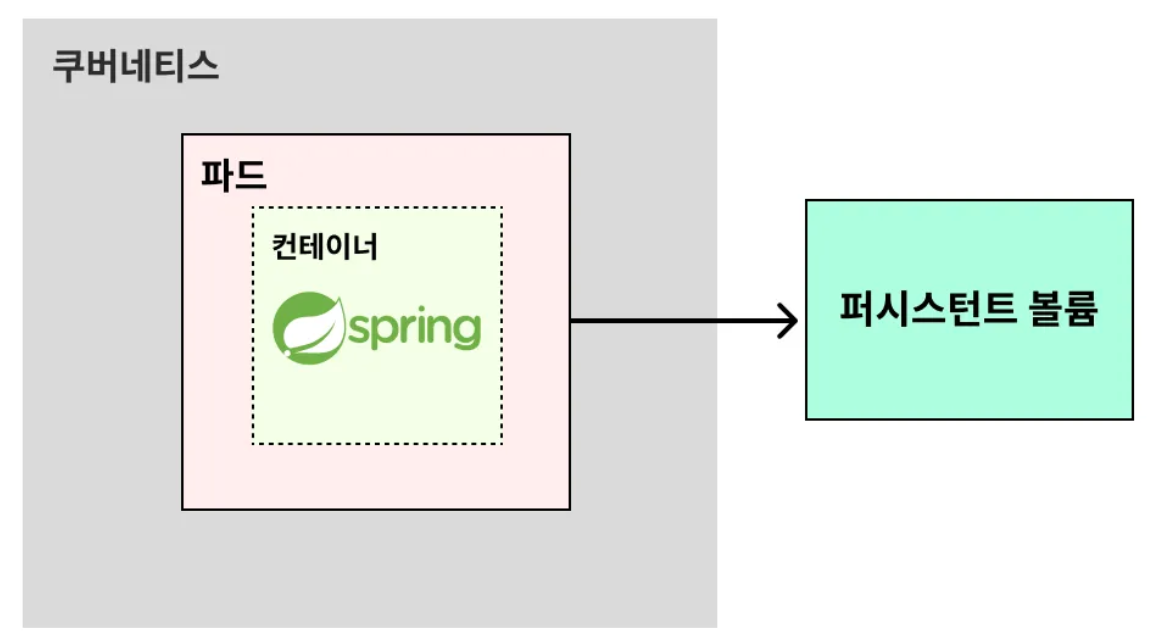 쿠버네티스
파드
컨테이너
spring
퍼시스턴트 볼륨